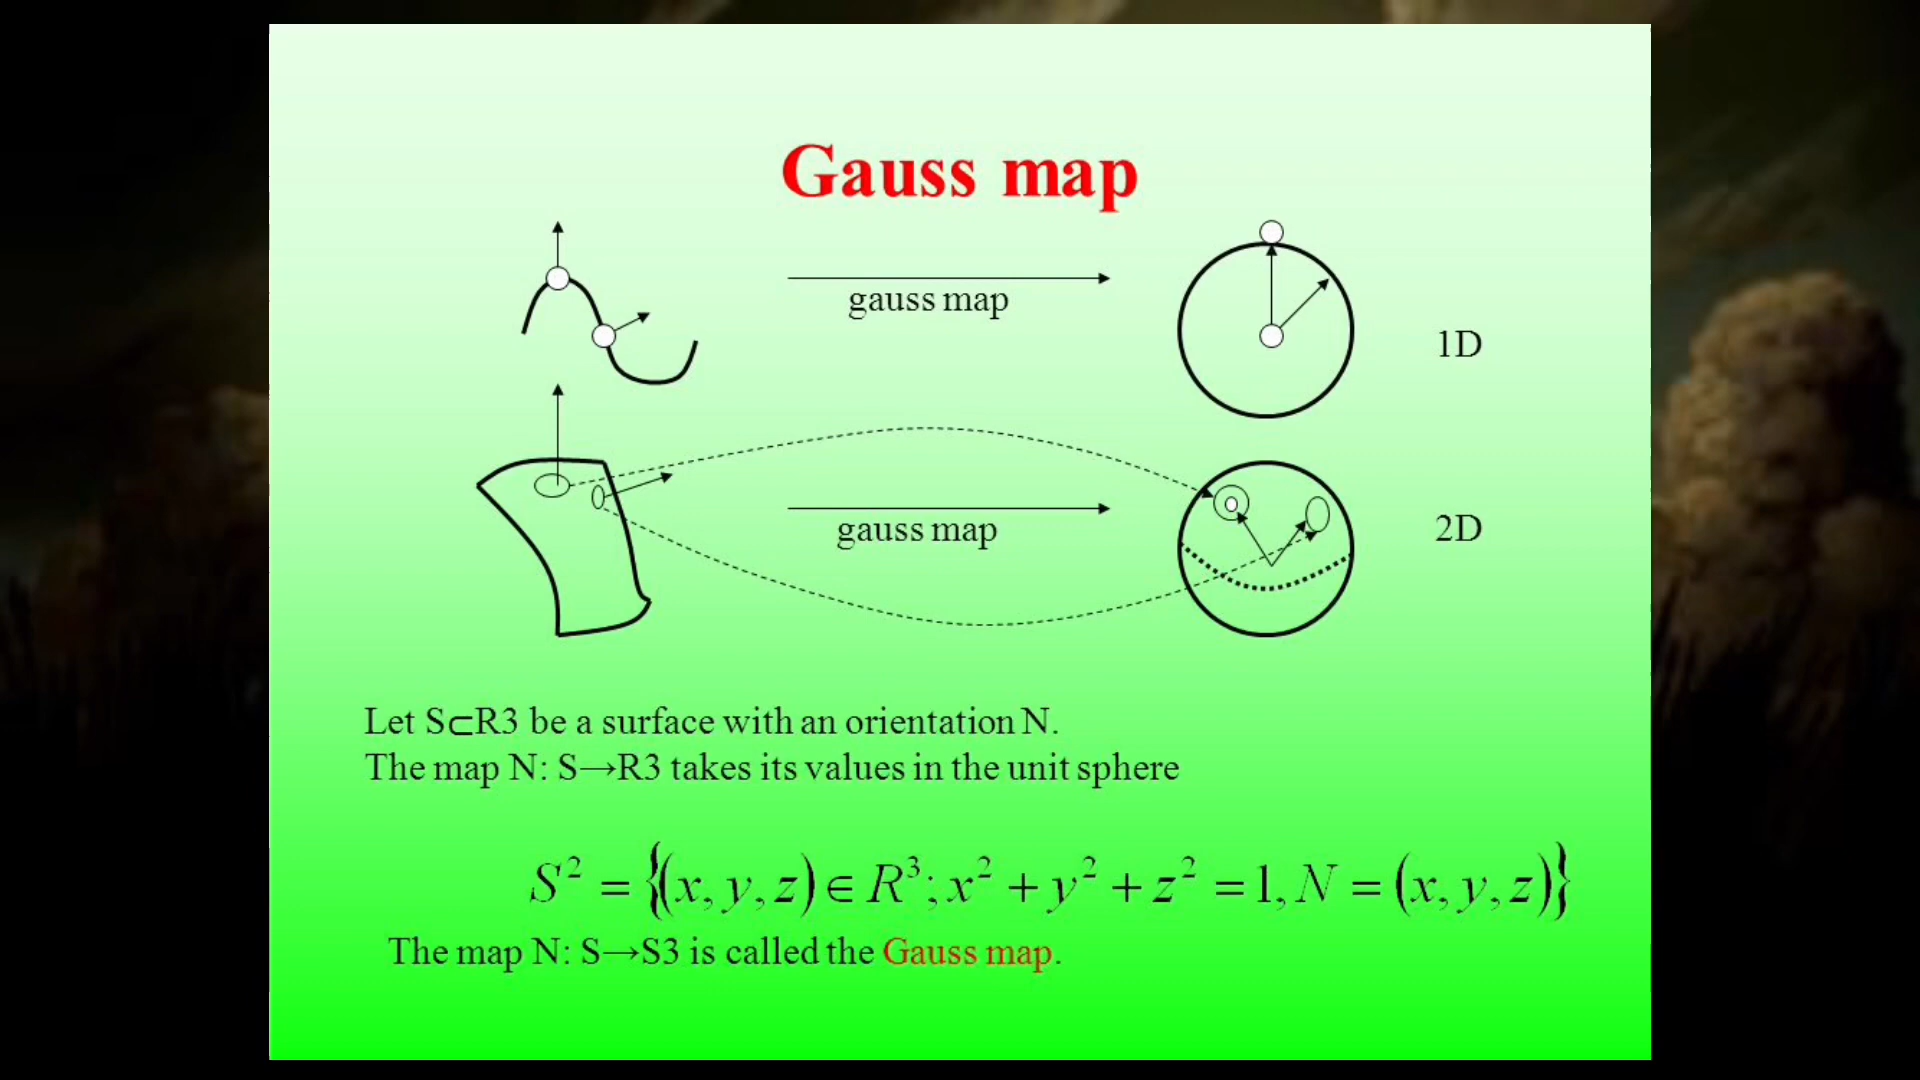 Gauss map
gauss map
1D
gauss map
2D
Let S⊂R3 be a surface with an orientation N.
The map N: S→R3 takes its values in the unit sphere
S² = {(x, y, z) ∈ R³; x² + y² + z² = 1, N = (x, y, z)}
The map N: S→S3 is called the Gauss map.